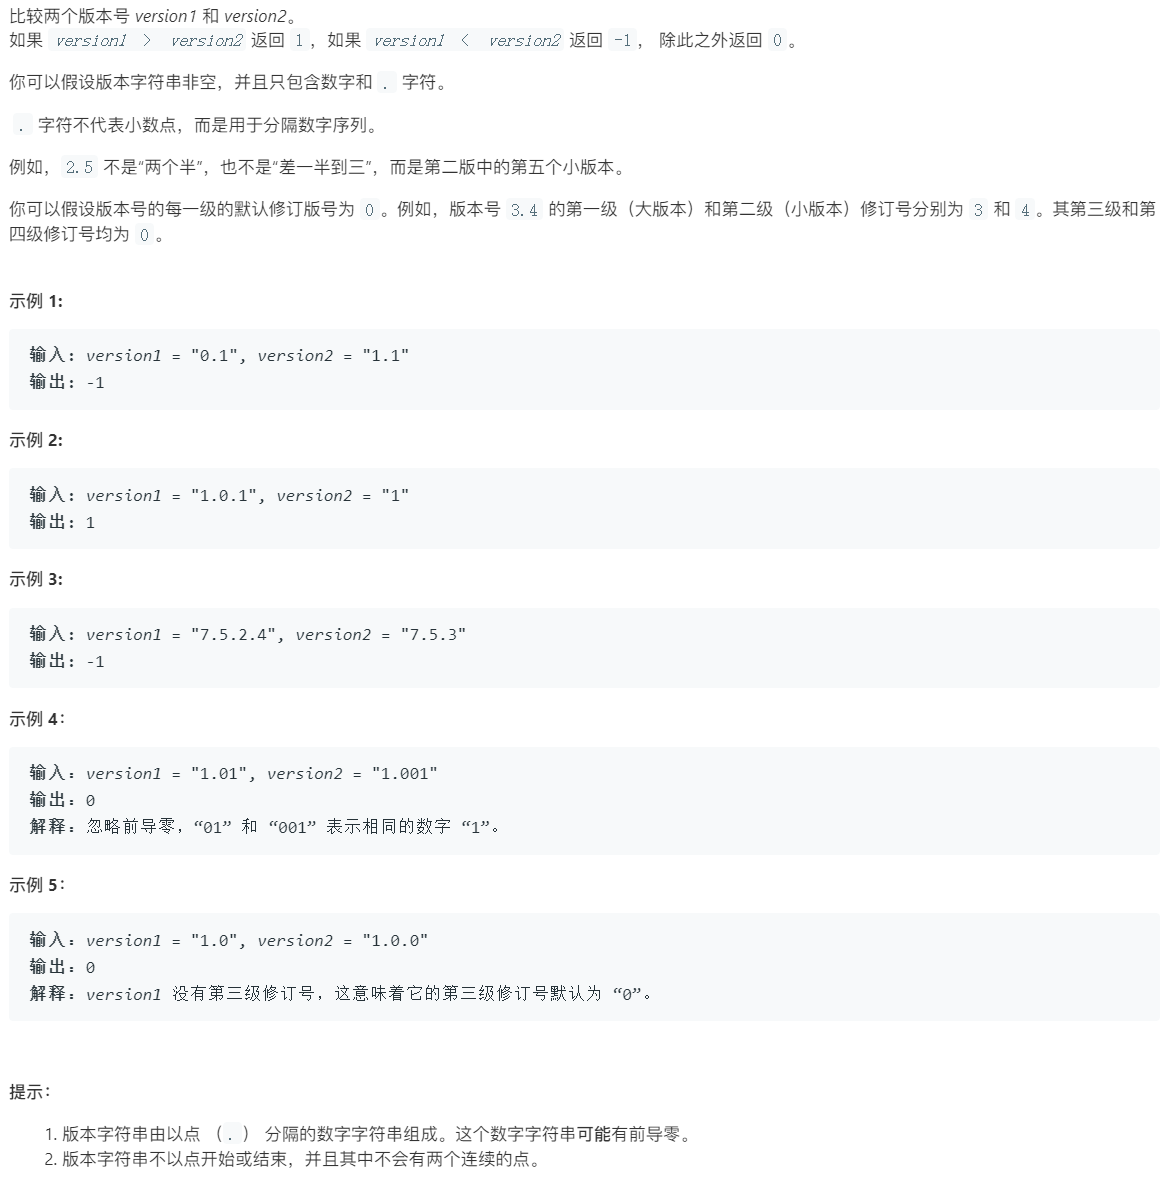 比较两个版本号 version1 和 version2。
如果 version1 > version2 返回 1，如果 version1 < version2 返回 -1， 除此之外返回 0。
你可以假设版本字符串非空，并且只包含数字和 . 字符。
. 字符不代表小数点，而是用于分隔数字序列。
例如，2.5 不是“两个半”，也不是“差一半到三”，而是第二版中的第五个小版本。
你可以假设版本号的每一级的默认修订版号为 0。例如，版本号 3.4 的第一级（大版本）和第二级（小版本）修订号分别为 3 和 4。其第三级和第
四级修订号均为 0。
示例 1:
输入: version1 = "0.1", version2 = "1.1"
输出: -1
示例 2:
输入: version1 = "1.0.1", version2 = "1"
输出: 1
示例 3:
输入: version1 = "7.5.2.4", version2 = "7.5.3"
输出: -1
示例 4：
输入：version1 = "1.01", version2 = "1.001"
输出：0
解释：忽略前导零，“01” 和 “001” 表示相同的数字 “1”。
示例 5：
输入：version1 = "1.0", version2 = "1.0.0"
输出：0
解释：version1 没有第三级修订号，这意味着它的第三级修订号默认为 “0”。
提示：
1. 版本字符串由以点 （.） 分隔的数字字符串组成。这个数字字符串可能有前导零。
2. 版本字符串不以点开始或结束，并且其中不会有两个连续的点。